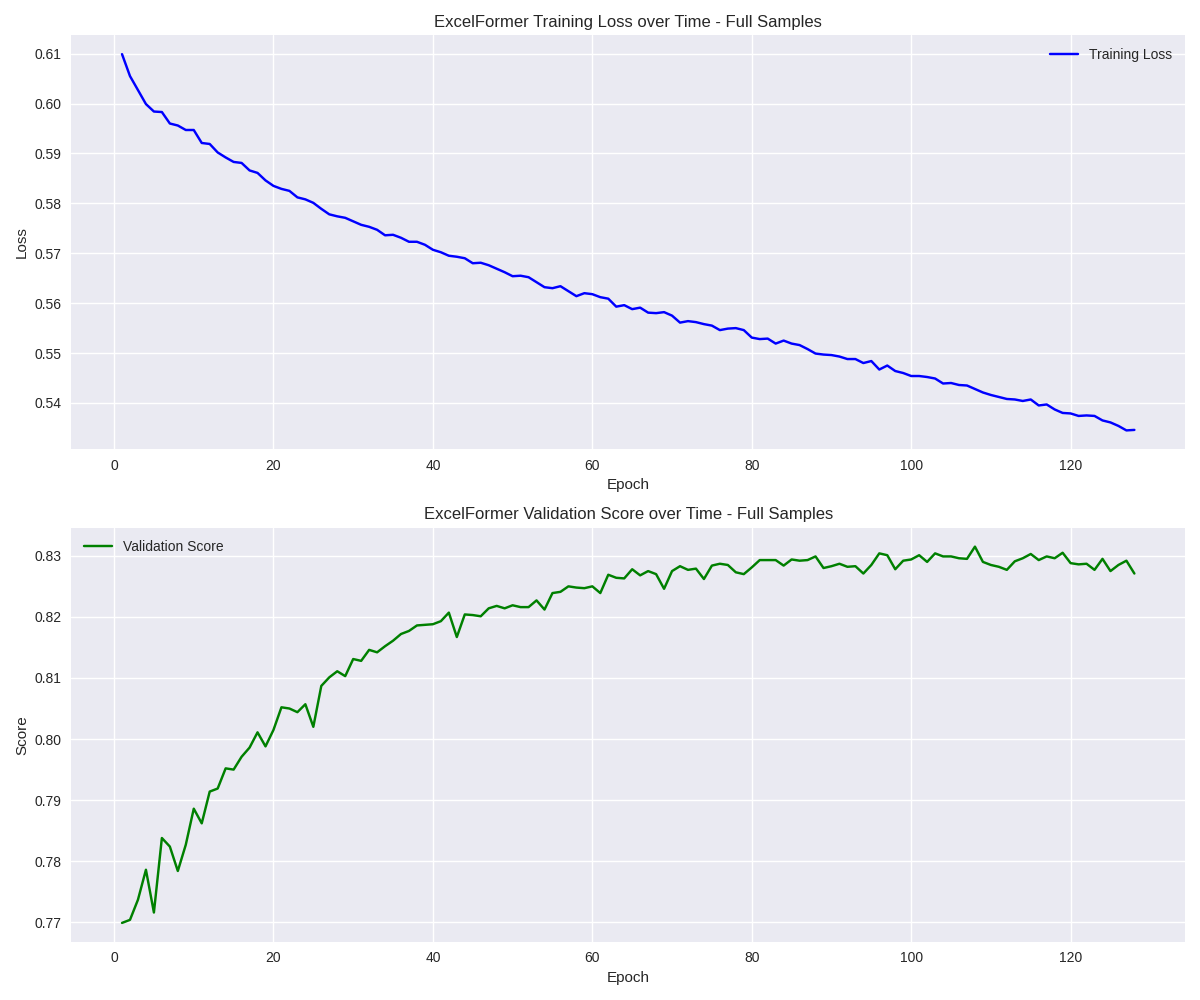 ExcelFormer Training Loss over Time - Full Samples
Training Loss
Loss
0.61
0.60
0.59
0.58
0.57
0.56
0.55
0.54
0 20 40 60 80 100 120
Epoch
ExcelFormer Validation Score over Time - Full Samples
Validation Score
Score
0.83
0.82
0.81
0.80
0.79
0.78
0.77
0 20 40 60 80 100 120
Epoch